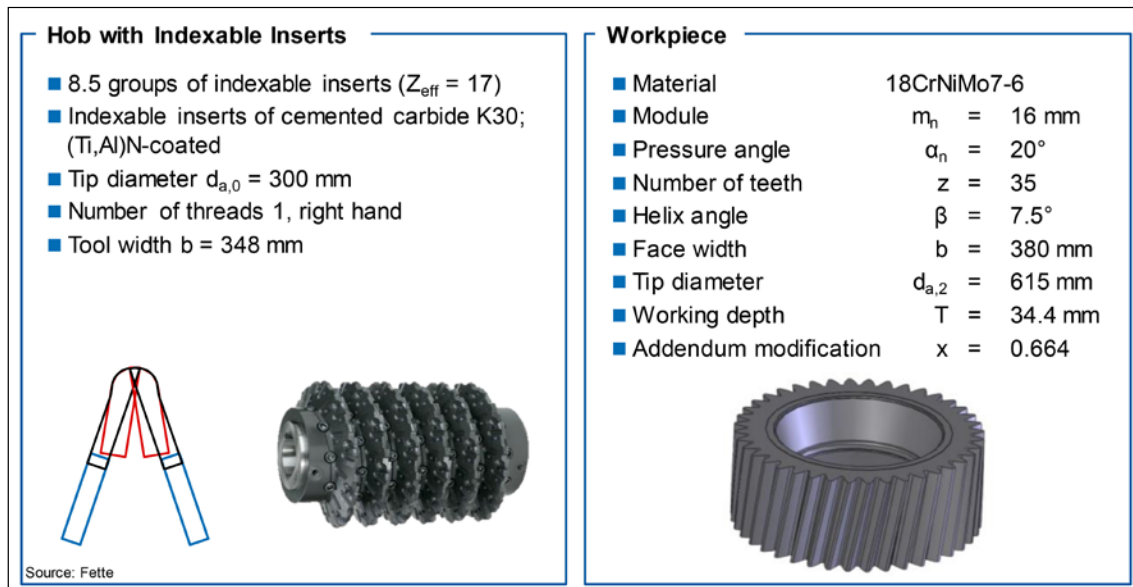 Hob with Indexable Inserts
■ 8.5 groups of indexable inserts (Zeff = 17)
■ Indexable inserts of cemented carbide K30;
(Ti,Al)N-coated
■ Tip diameter da,0 = 300 mm
■ Number of threads 1, right hand
■ Tool width b = 348 mm
Source: Fette
Workpiece
■ Material 18CrNiMo7-6
■ Module mn = 16 mm
■ Pressure angle αn = 20°
■ Number of teeth z = 35
■ Helix angle β = 7.5°
■ Face width b = 380 mm
■ Tip diameter da,2 = 615 mm
■ Working depth T = 34.4 mm
■ Addendum modification x = 0.664